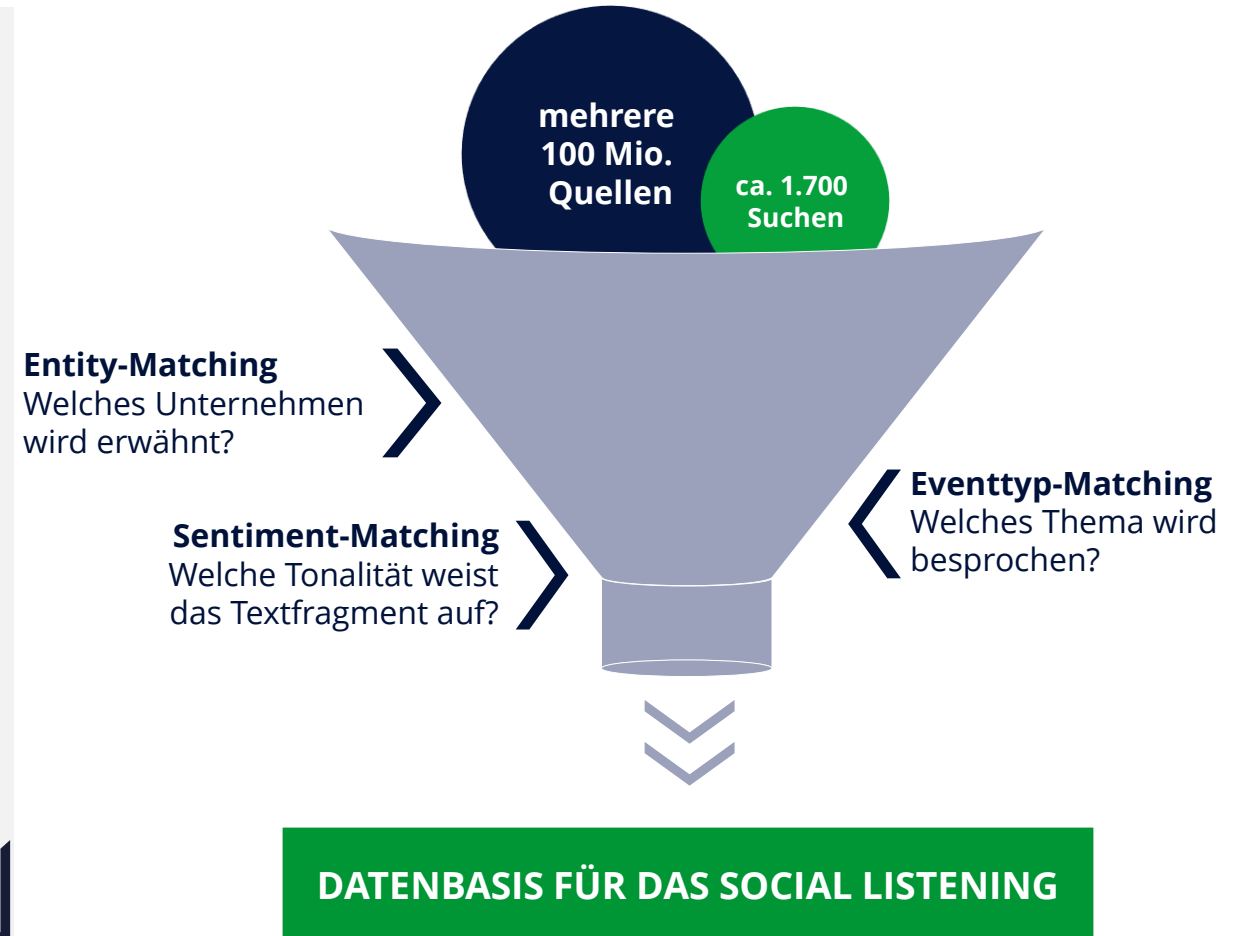 mehrere
100 Mio.
Quellen
ca. 1.700
Suchen
Entity-Matching
Welches Unternehmen
wird erwähnt?
Eventtyp-Matching
Welches Thema wird
besprochen?
Sentiment-Matching
Welche Tonalität weist
das Textfragment auf?
DATENBASIS FÜR DAS SOCIAL LISTENING